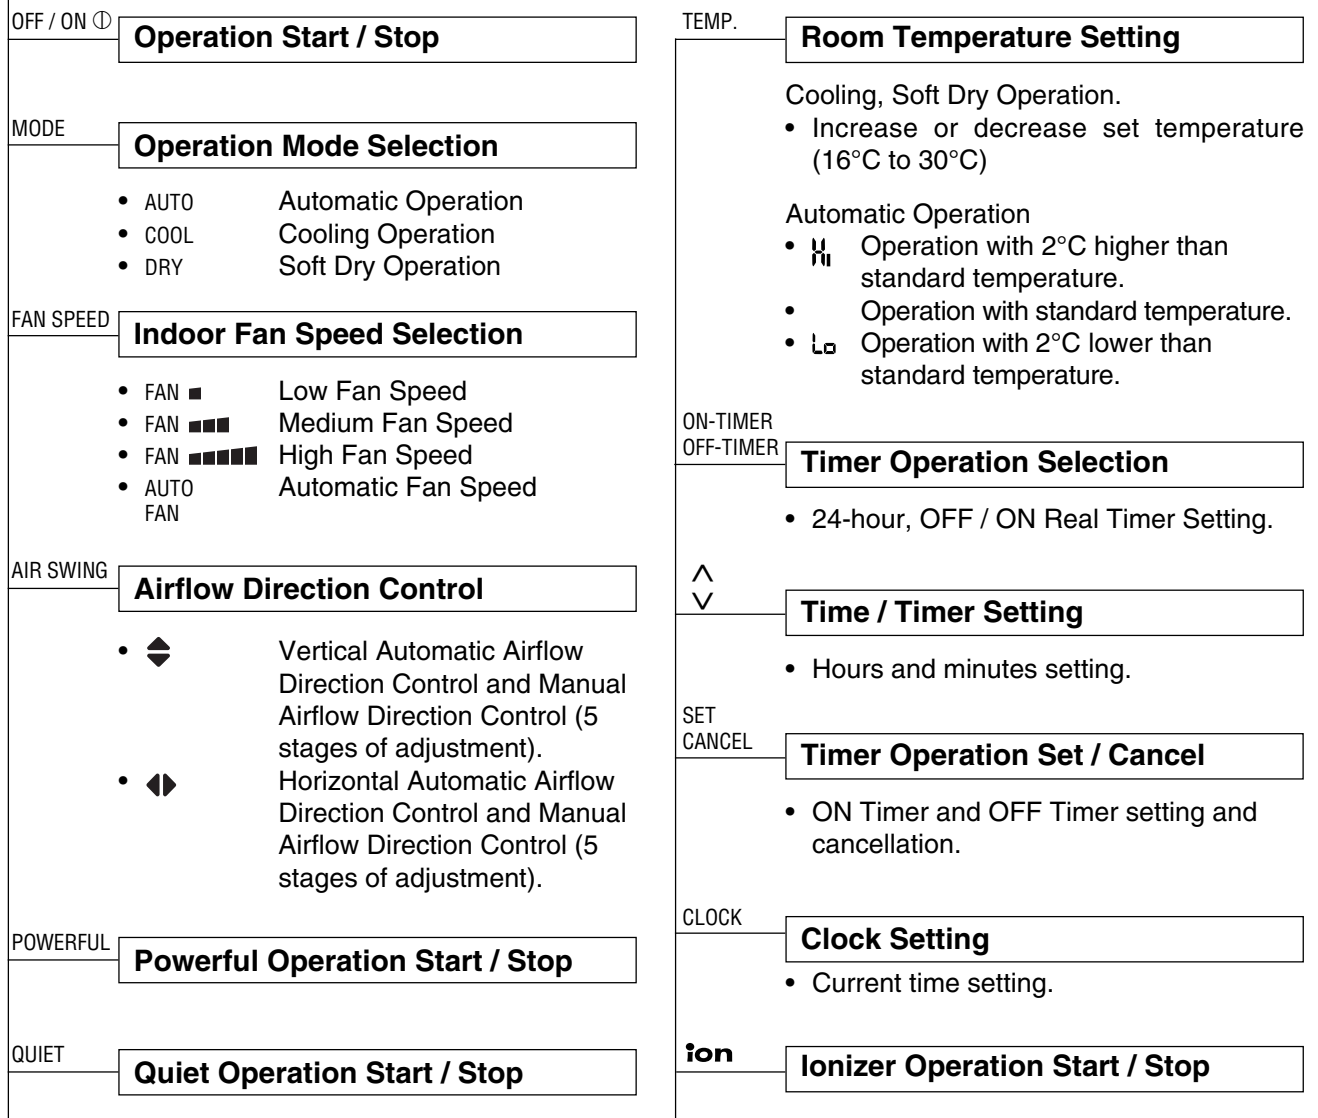 OFF / ON
Operation Start / Stop
MODE
Operation Mode Selection
• AUTO Automatic Operation
• COOL Cooling Operation
• DRY Soft Dry Operation
FAN SPEED
Indoor Fan Speed Selection
• FAN Low Fan Speed
• FAN Medium Fan Speed
• FAN High Fan Speed
• AUTO Automatic Fan Speed
FAN
AIR SWING
Airflow Direction Control
• Vertical Automatic Airflow
Direction Control and Manual
Airflow Direction Control (5
stages of adjustment).
• Horizontal Automatic Airflow
Direction Control and Manual
Airflow Direction Control (5
stages of adjustment).
POWERFUL
Powerful Operation Start / Stop
QUIET
Quiet Operation Start / Stop
TEMP.
Room Temperature Setting
Cooling, Soft Dry Operation.
• Increase or decrease set temperature
(16°C to 30°C)
Automatic Operation
• HI Operation with 2°C higher than
standard temperature.
• Operation with standard temperature.
• Lo Operation with 2°C lower than
standard temperature.
ON-TIMER
OFF-TIMER
Timer Operation Selection
• 24-hour, OFF / ON Real Timer Setting.
Time / Timer Setting
• Hours and minutes setting.
SET
CANCEL
Timer Operation Set / Cancel
• ON Timer and OFF Timer setting and
cancellation.
CLOCK
Clock Setting
• Current time setting.
ion
Ionizer Operation Start / Stop